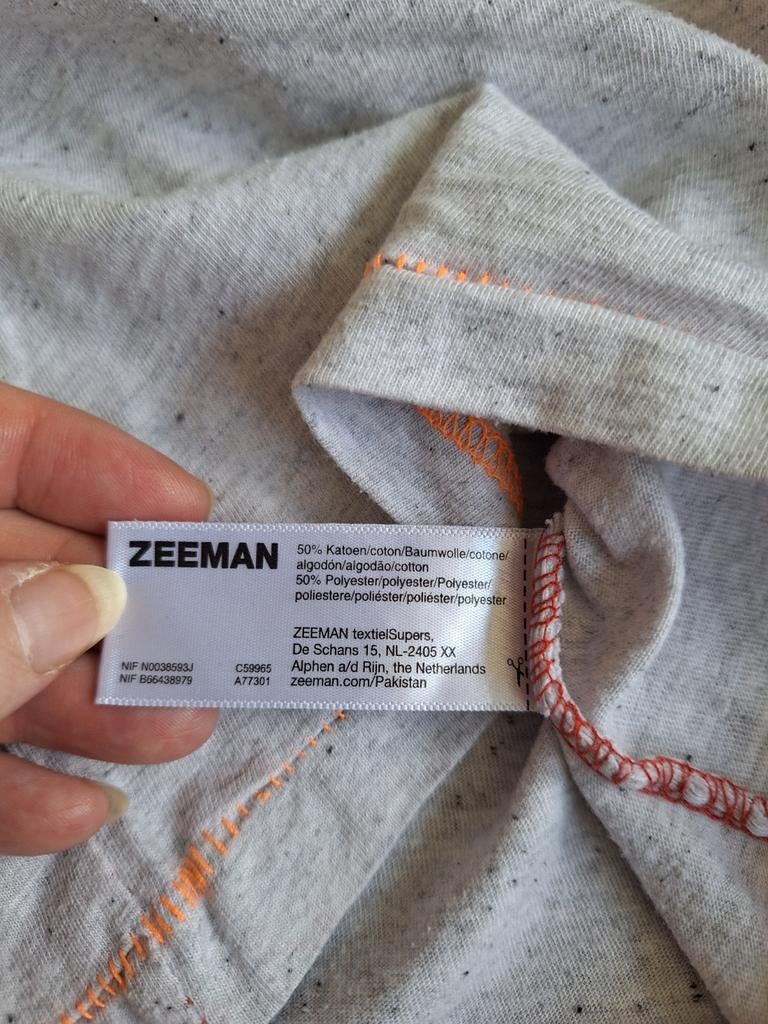 ZEEMAN
50% Katoen/coton/Baumwolle/cotone/
algodón/algodão/cotton
50% Polyester/polyester/Polyester/
poliestere/poliéster/poliéster/polyester
ZEEMAN textielSupers,
De Schans 15, NL-2405 XX
Alphen a/d Rijn, the Netherlands
zeeman.com/Pakistan
NIF N0038593J C59965
NIF B66438979 A77301